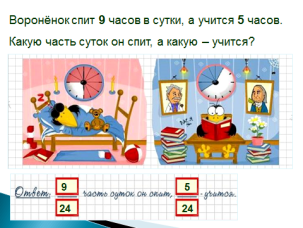 Воронёнок спит 9 часов в сутки, а учится 5 часов.
Какую часть суток он спит, а какую – учится?
Ответ: 9/24 часть суток он спит, 5/24 - учится.